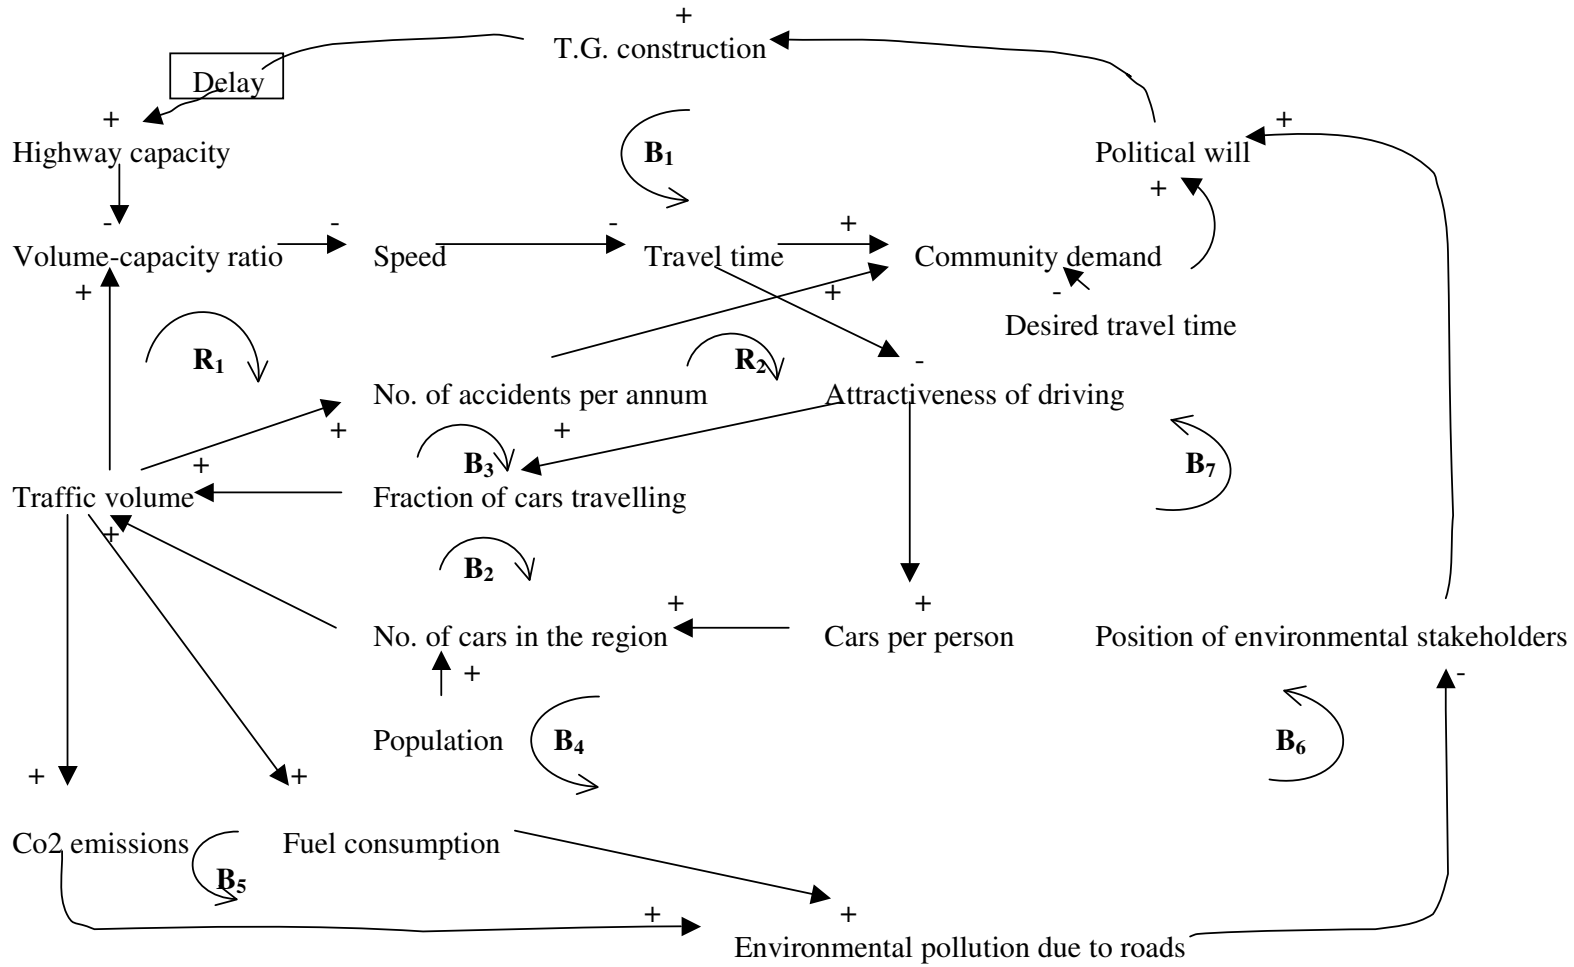 +
T.G. construction
Delay
+
+
Highway capacity
B1
Political will
+
- - - +
Volume-capacity ratio
Speed
Travel time
Community demand
+
+
-
Desired travel time
R1
R2
-
No. of accidents per annum
Attractiveness of driving
+
+
+
B3
B7
Traffic volume
Fraction of cars travelling
+
B2
+
+
No. of cars in the region
Cars per person
Position of environmental stakeholders
+
-
Population
B4
B6
+
+
Co2 emissions
Fuel consumption
B5
+
+
Environmental pollution due to roads